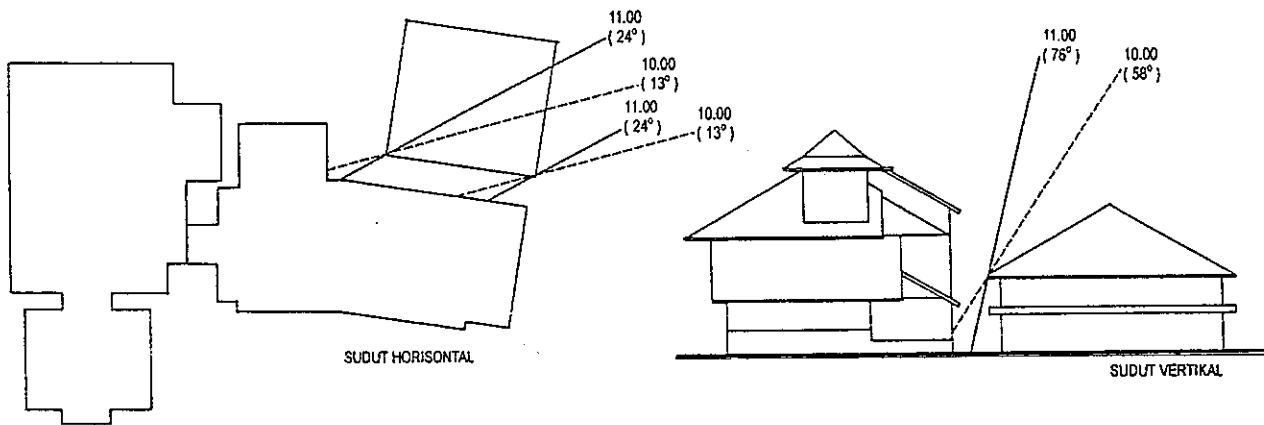 11.00
( 24° )
10.00
( 13° )
11.00
( 24° )
10.00
( 13° )
SUDUT HORISONTAL
11.00
( 76° )
10.00
( 58° )
SUDUT VERTIKAL